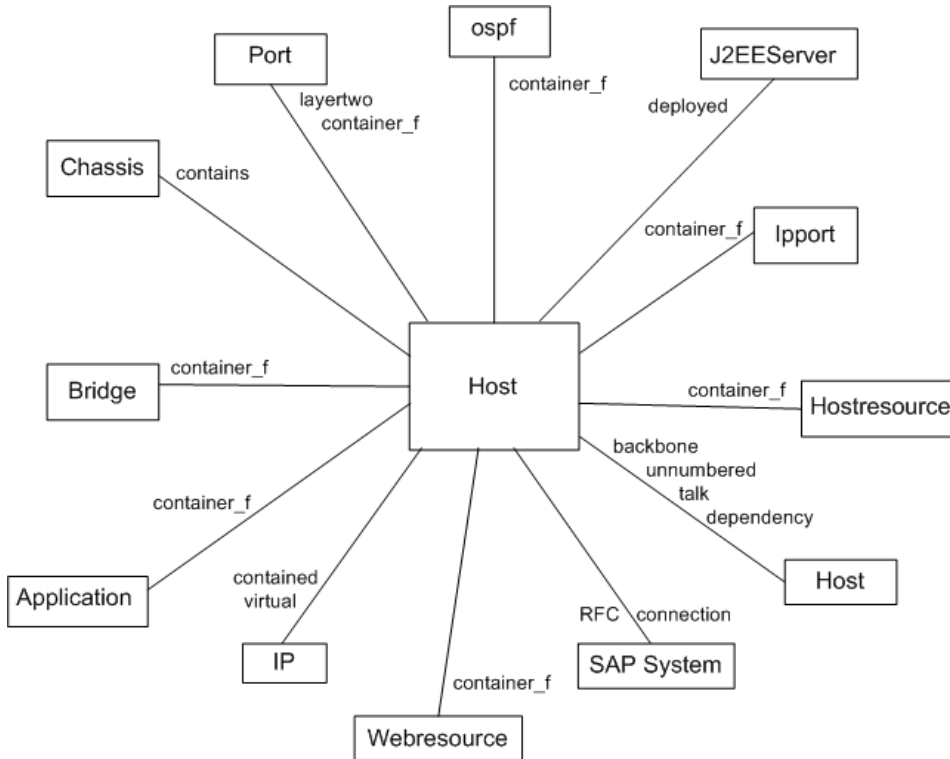 ospf
Port
J2EEServer
container_f
layertwo
container_f
deployed
Chassis
contains
container_f
Ipport
Bridge
container_f
Host
container_f
Hostresource
backbone
unnumbered
talk
dependency
container_f
Application
contained
virtual
Host
RFC connection
IP
SAP System
container_f
Webresource